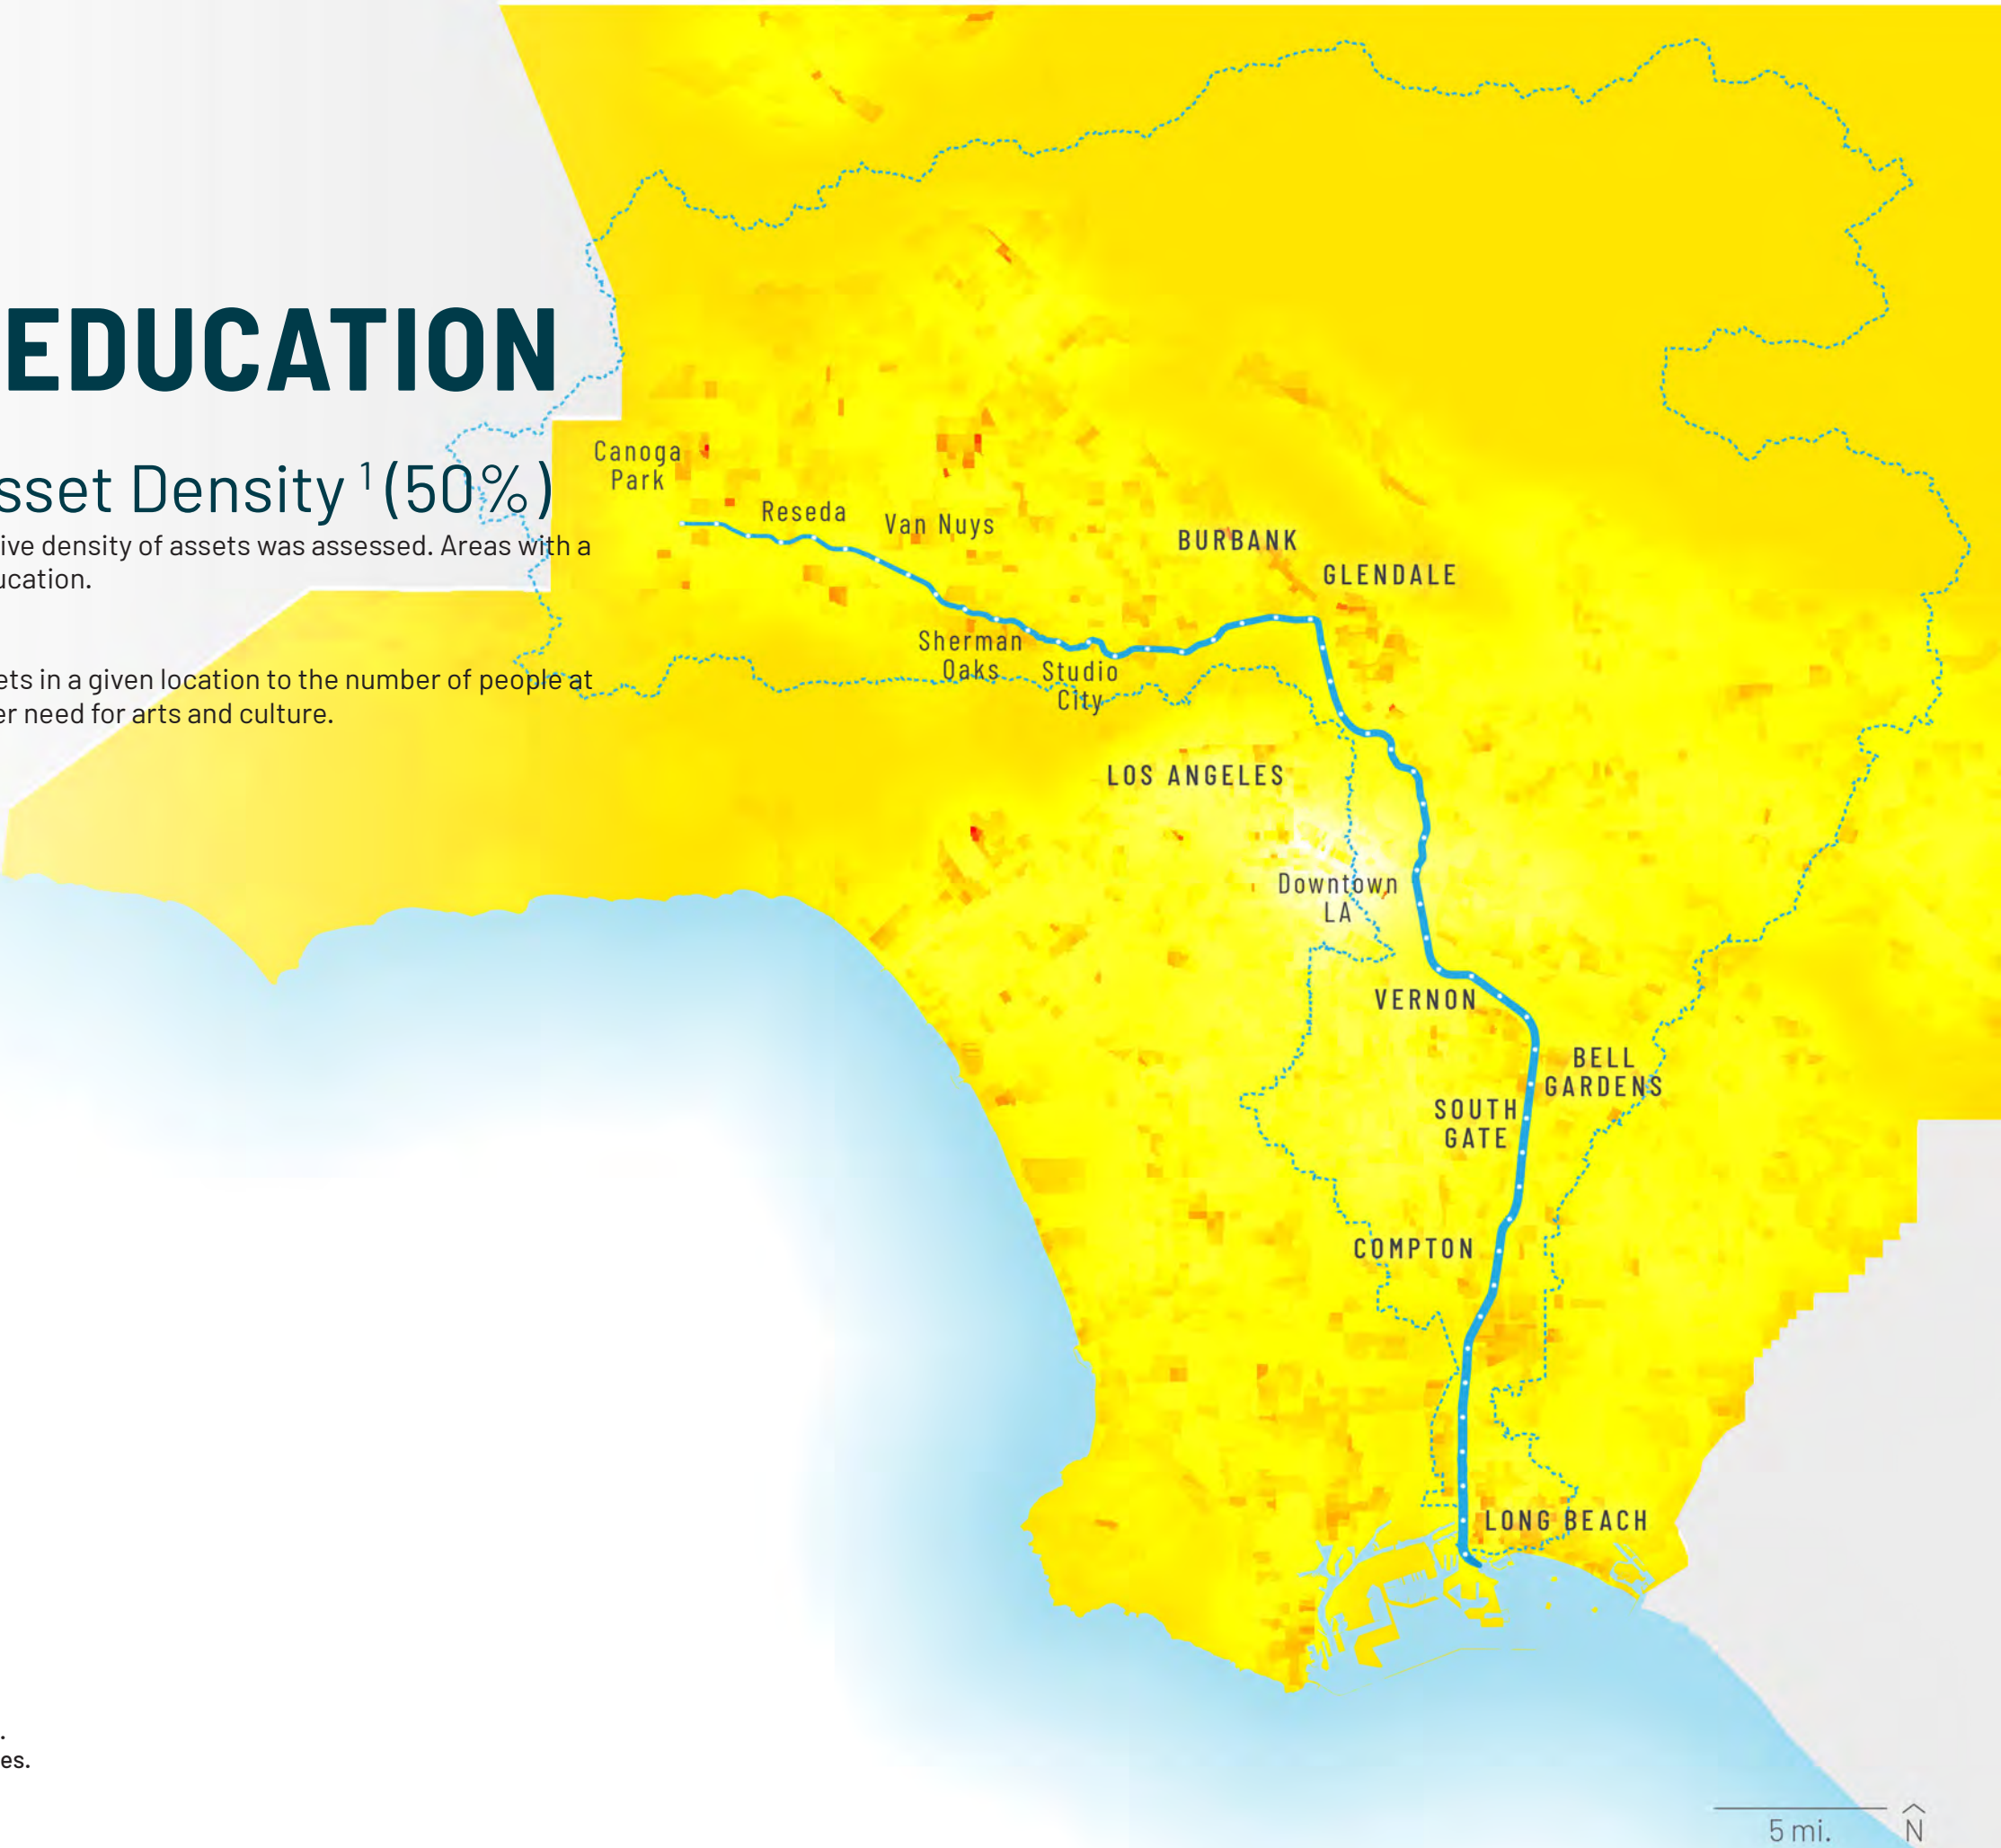 EDUCATION
sset Density ¹ (50%)
ive density of assets was assessed. Areas with a
ucation.
ets in a given location to the number of people at
er need for arts and culture.
Canoga
Park
Reseda
Van Nuys
BURBANK
GLENDALE
Sherman
Oaks
Studio
City
LOS ANGELES
Downtown
LA
VERNON
BELL
GARDENS
SOUTH
GATE
COMPTON
LONG BEACH
.
es.
5 mi.
N